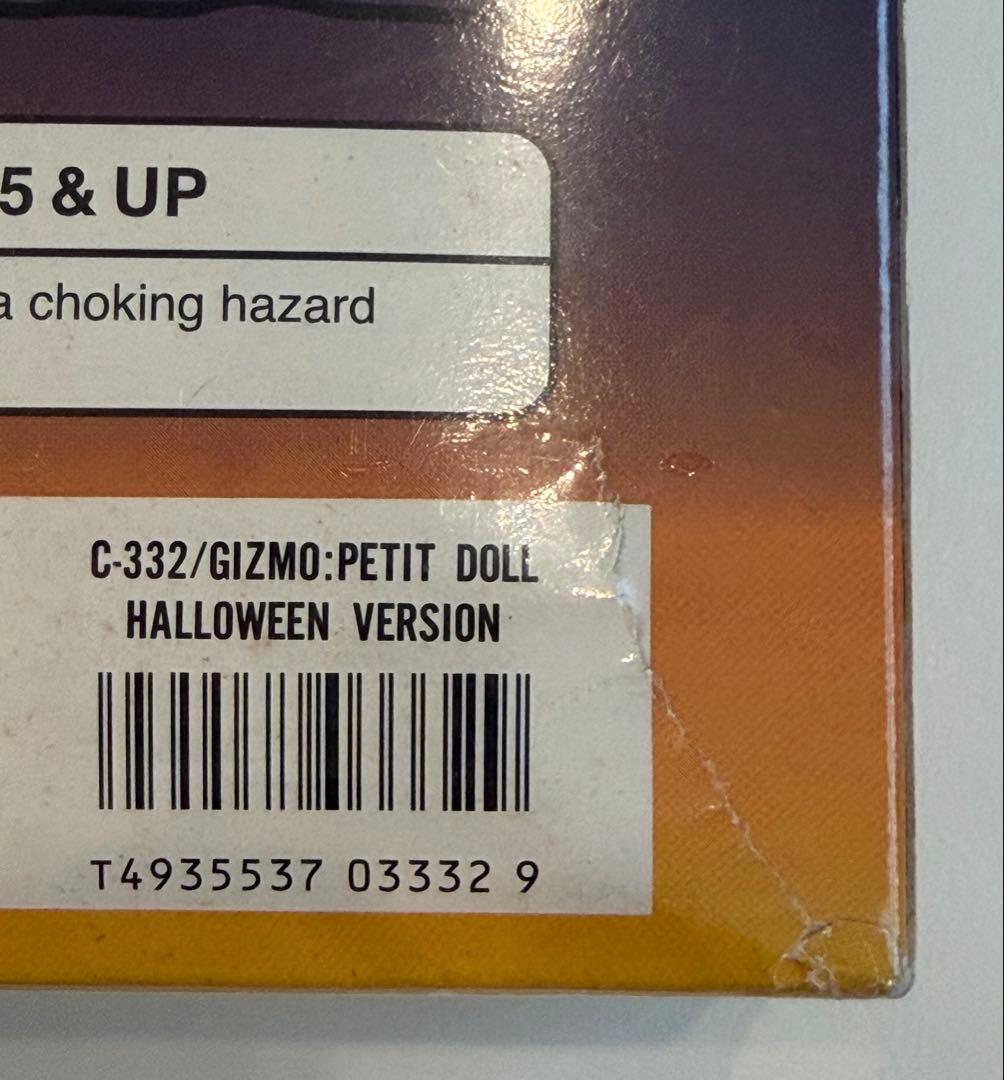 5 & UP
a choking hazard
C-332/GIZMO:PETIT DOLL
HALLOWEEN VERSION
T4935537 03332 9